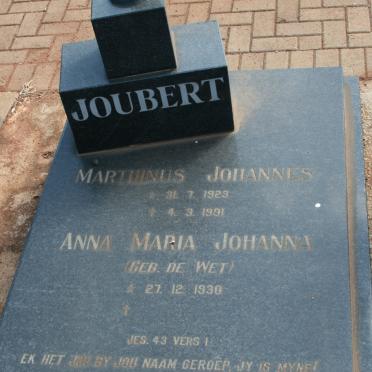 JOUBERT
MARTHINUS JOHANNES
☆ 31. 7. 1923
† 4. 9. 1991
ANNA MARIA JOHANNA
(GEB. DE WET)
☆ 27. 12. 1930
†
JES. 43 VERS 1
EK HET JOU BY JOU NAAM GEROEP, JY IS MYNE!